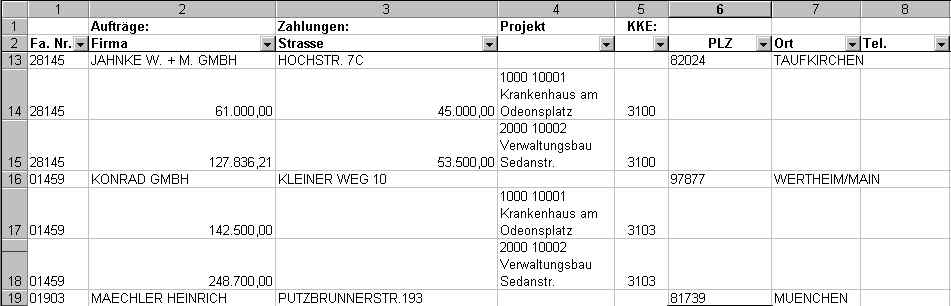 1 2 3 4 5 6 7 8
1 Aufträge: Zahlungen: Projekt KKE:
2 Fa. Nr. Firma Strasse PLZ Ort Tel.
13 28145 JAHNKE W. + M. GMBH HOCHSTR. 7C 82024 TAUFKIRCHEN
1000 10001
Krankenhaus am
14 28145 61.000,00 45.000,00 Odeonsplatz 3100
2000 10002
Verwaltungsbau
15 28145 127.836,21 53.500,00 Sedanstr. 3100
16 01459 KONRAD GMBH KLEINER WEG 10 97877 WERTHEIM/MAIN
1000 10001
Krankenhaus am
17 01459 142.500,00 Odeonsplatz 3103
2000 10002
Verwaltungsbau
18 01459 248.700,00 Sedanstr. 3103
19 01903 MAECHLER HEINRICH PUTZBRUNNERSTR.193 81739 MUENCHEN